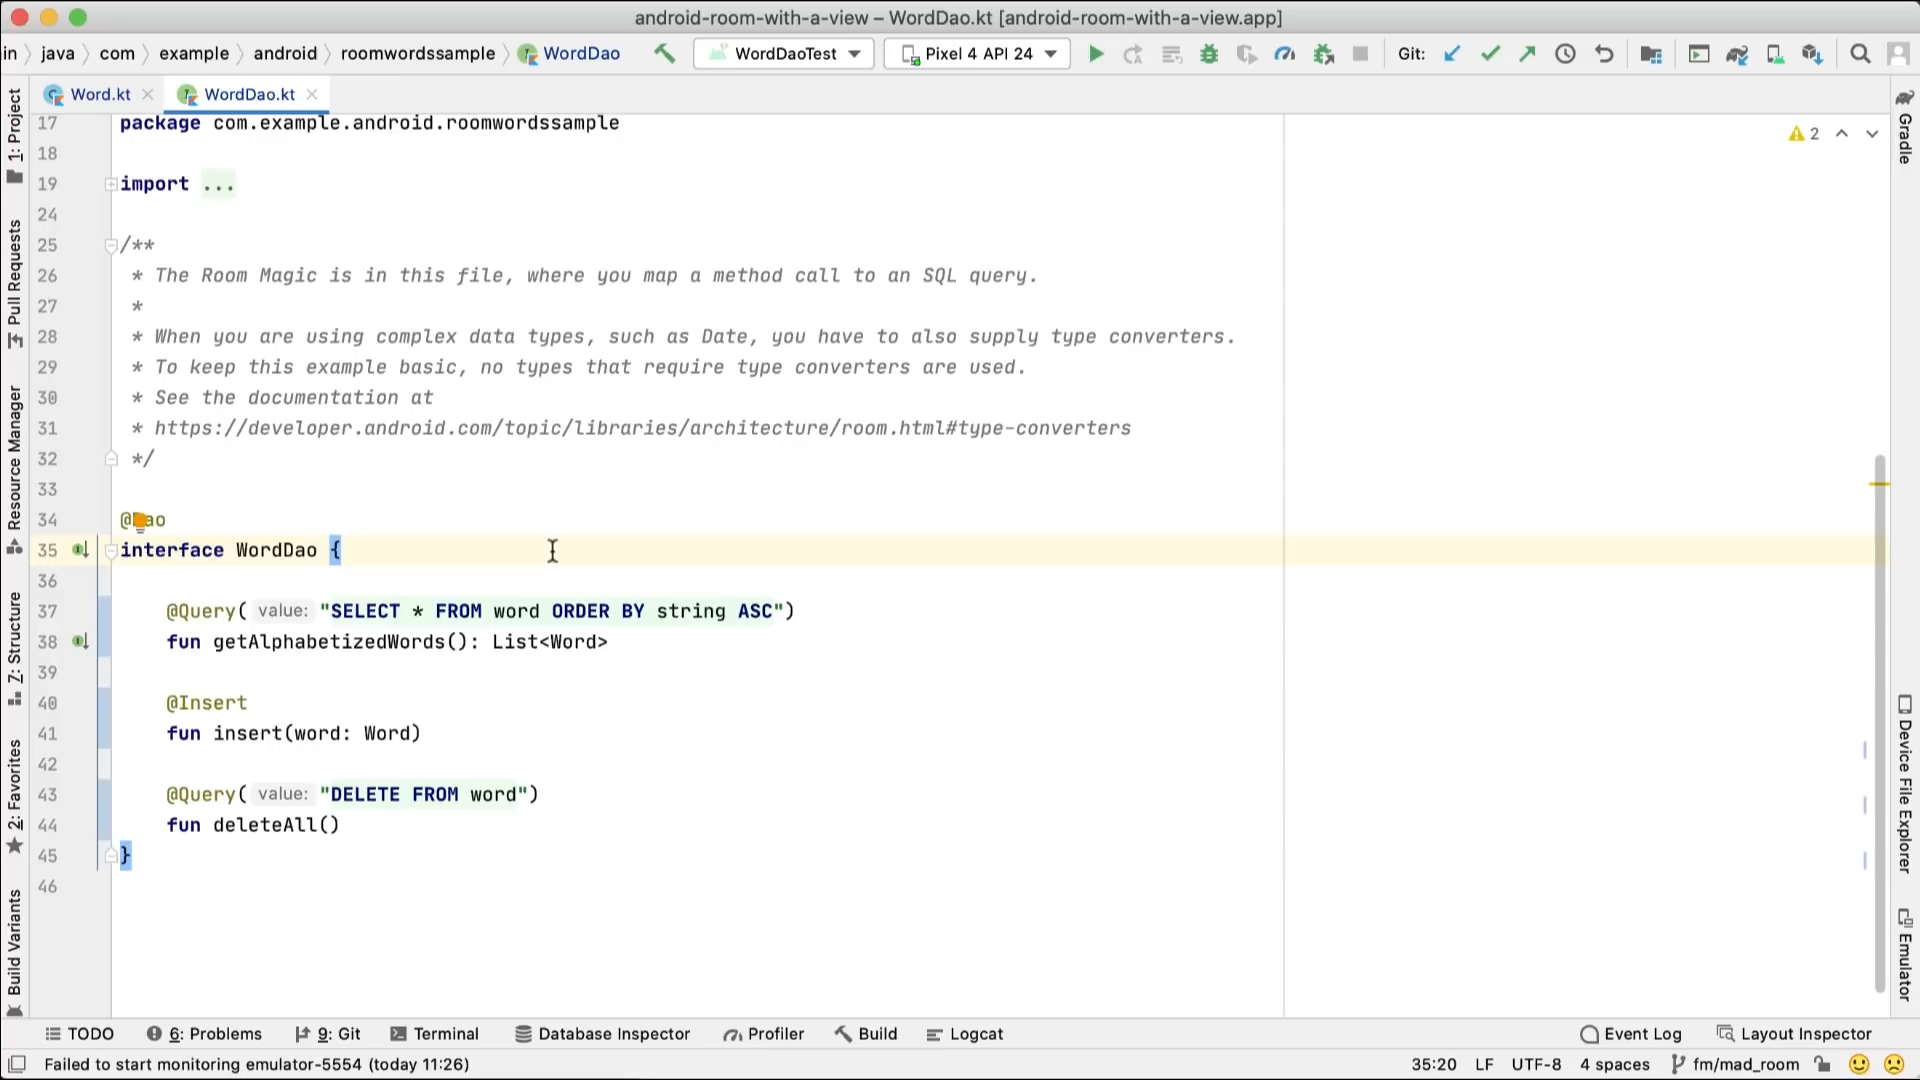 android-room-with-a-view – WordDao.kt [android-room-with-a-view.app]
in java com example android roomwordssample WordDao WordDaoTest Pixel 4 API 24 Git:
Word.kt WordDao.kt
17 package com.example.android.roomwordssample
2
18
19 import ...
24
25 /**
26 * The Room Magic is in this file, where you map a method call to an SQL query.
27 *
28 * When you are using complex data types, such as Date, you have to also supply type converters.
29 * To keep this example basic, no types that require type converters are used.
30 * See the documentation at
31 * https://developer.android.com/topic/libraries/architecture/room.html#type-converters
32 */
33
34 @Dao
35 interface WordDao {
36
37 @Query( value: "SELECT * FROM word ORDER BY string ASC")
38 fun getAlphabetizedWords(): List<Word>
39
40 @Insert
41 fun insert(word: Word)
42
43 @Query( value: "DELETE FROM word")
44 fun deleteAll()
45 }
46
1: Project
Pull Requests
Resource Manager
7: Structure
2: Favorites
Build Variants
Gradle
Device File Explorer
Emulator
TODO 6: Problems 9: Git Terminal Database Inspector Profiler Build Logcat Event Log Layout Inspector
Failed to start monitoring emulator-5554 (today 11:26) 35:20 LF UTF-8 4 spaces fm/mad_room